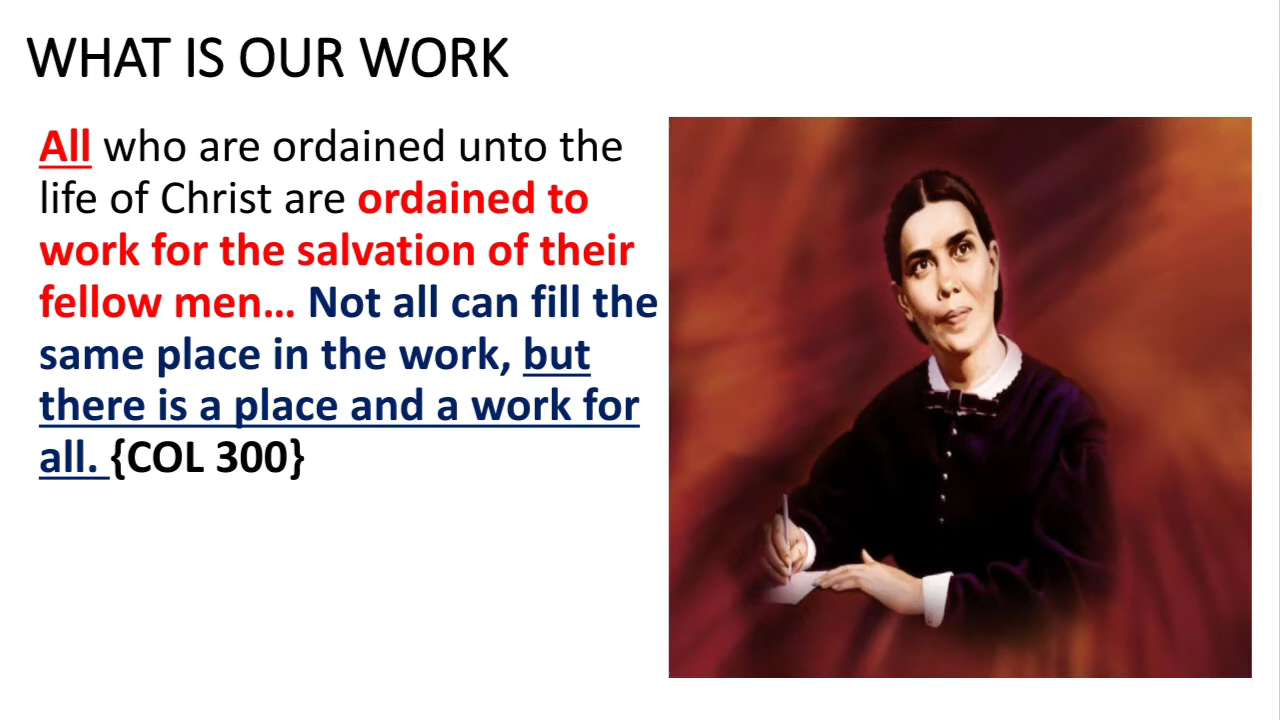 WHAT IS OUR WORK
All who are ordained unto the
life of Christ are ordained to
work for the salvation of their
fellow men... Not all can fill the
same place in the work, but
there is a place and a work for
all. {COL 300}